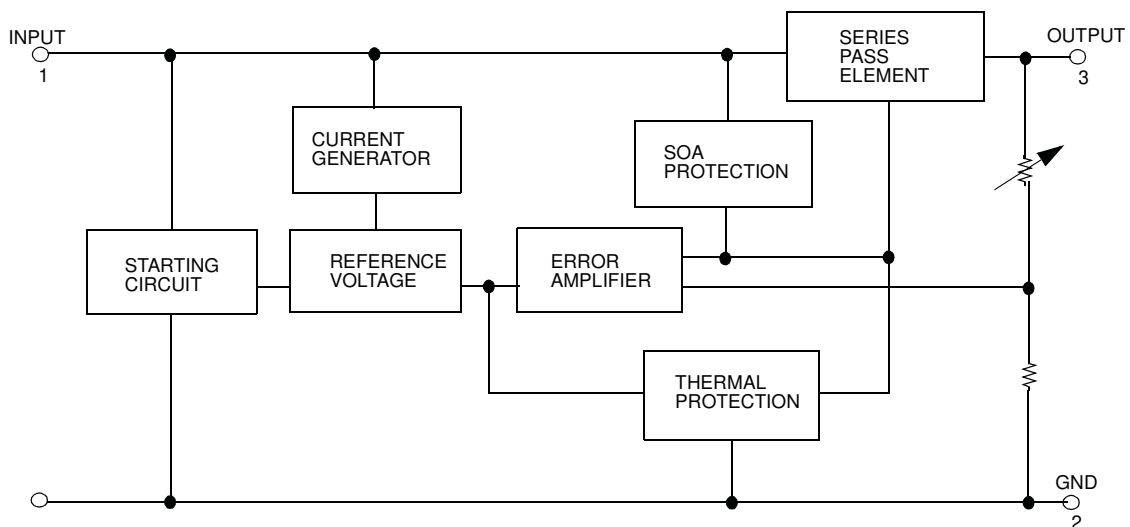 INPUT
1
SERIES
PASS
ELEMENT
OUTPUT
3
CURRENT
GENERATOR
SOA
PROTECTION
STARTING
CIRCUIT
REFERENCE
VOLTAGE
ERROR
AMPLIFIER
THERMAL
PROTECTION
GND
2